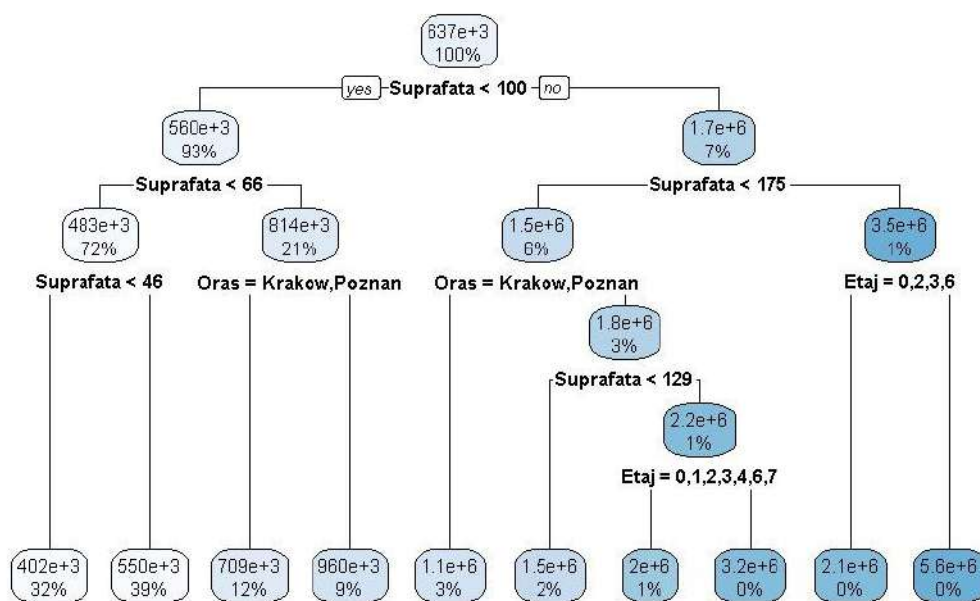 637e+3
100%
yes Suprafata < 100 no
560e+3
93%
1.7e+6
7%
Suprafata < 66
Suprafata < 175
483e+3
72%
814e+3
21%
1.5e+6
6%
3.5e+6
1%
Suprafata < 46
Oras = Krakow,Poznan
Oras = Krakow,Poznan
Etaj = 0,2,3,6
1.8e+6
3%
Suprafata < 129
2.2e+6
1%
Etaj = 0,1,2,3,4,6,7
402e+3
32%
550e+3
39%
709e+3
12%
960e+3
9%
1.1e+6
3%
1.5e+6
2%
2e+6
1%
3.2e+6
0%
2.1e+6
0%
5.6e+6
0%